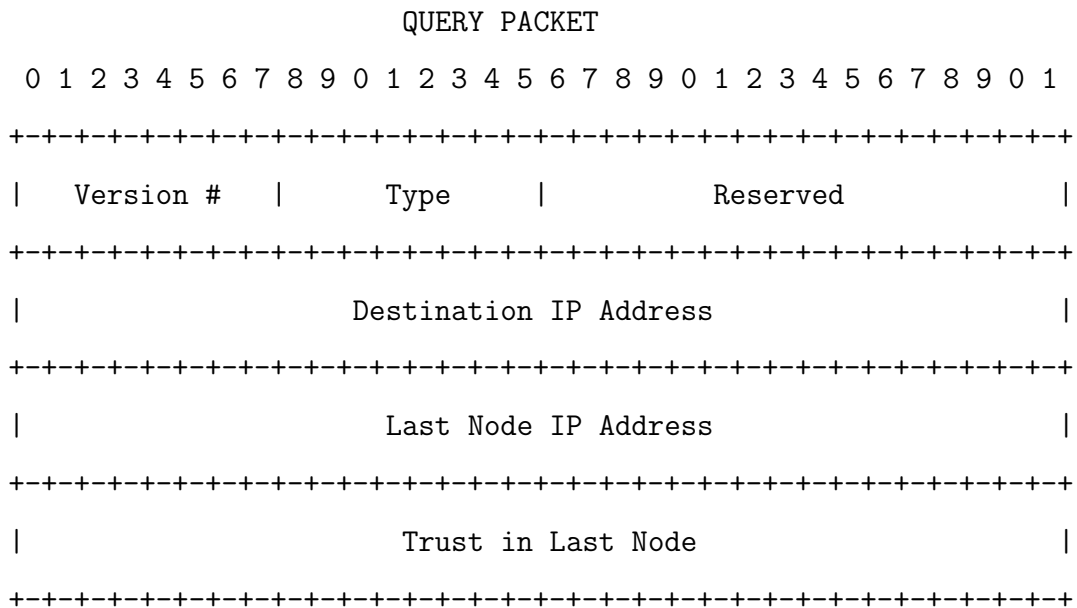 QUERY PACKET
0 1 2 3 4 5 6 7 8 9 0 1 2 3 4 5 6 7 8 9 0 1 2 3 4 5 6 7 8 9 0 1
+-+-+-+-+-+-+-+-+-+-+-+-+-+-+-+-+-+-+-+-+-+-+-+-+-+-+-+-+-+-+-+-+
| Version # | Type | Reserved |
+-+-+-+-+-+-+-+-+-+-+-+-+-+-+-+-+-+-+-+-+-+-+-+-+-+-+-+-+-+-+-+-+
| Destination IP Address |
+-+-+-+-+-+-+-+-+-+-+-+-+-+-+-+-+-+-+-+-+-+-+-+-+-+-+-+-+-+-+-+-+
| Last Node IP Address |
+-+-+-+-+-+-+-+-+-+-+-+-+-+-+-+-+-+-+-+-+-+-+-+-+-+-+-+-+-+-+-+-+
| Trust in Last Node |
+-+-+-+-+-+-+-+-+-+-+-+-+-+-+-+-+-+-+-+-+-+-+-+-+-+-+-+-+-+-+-+-+